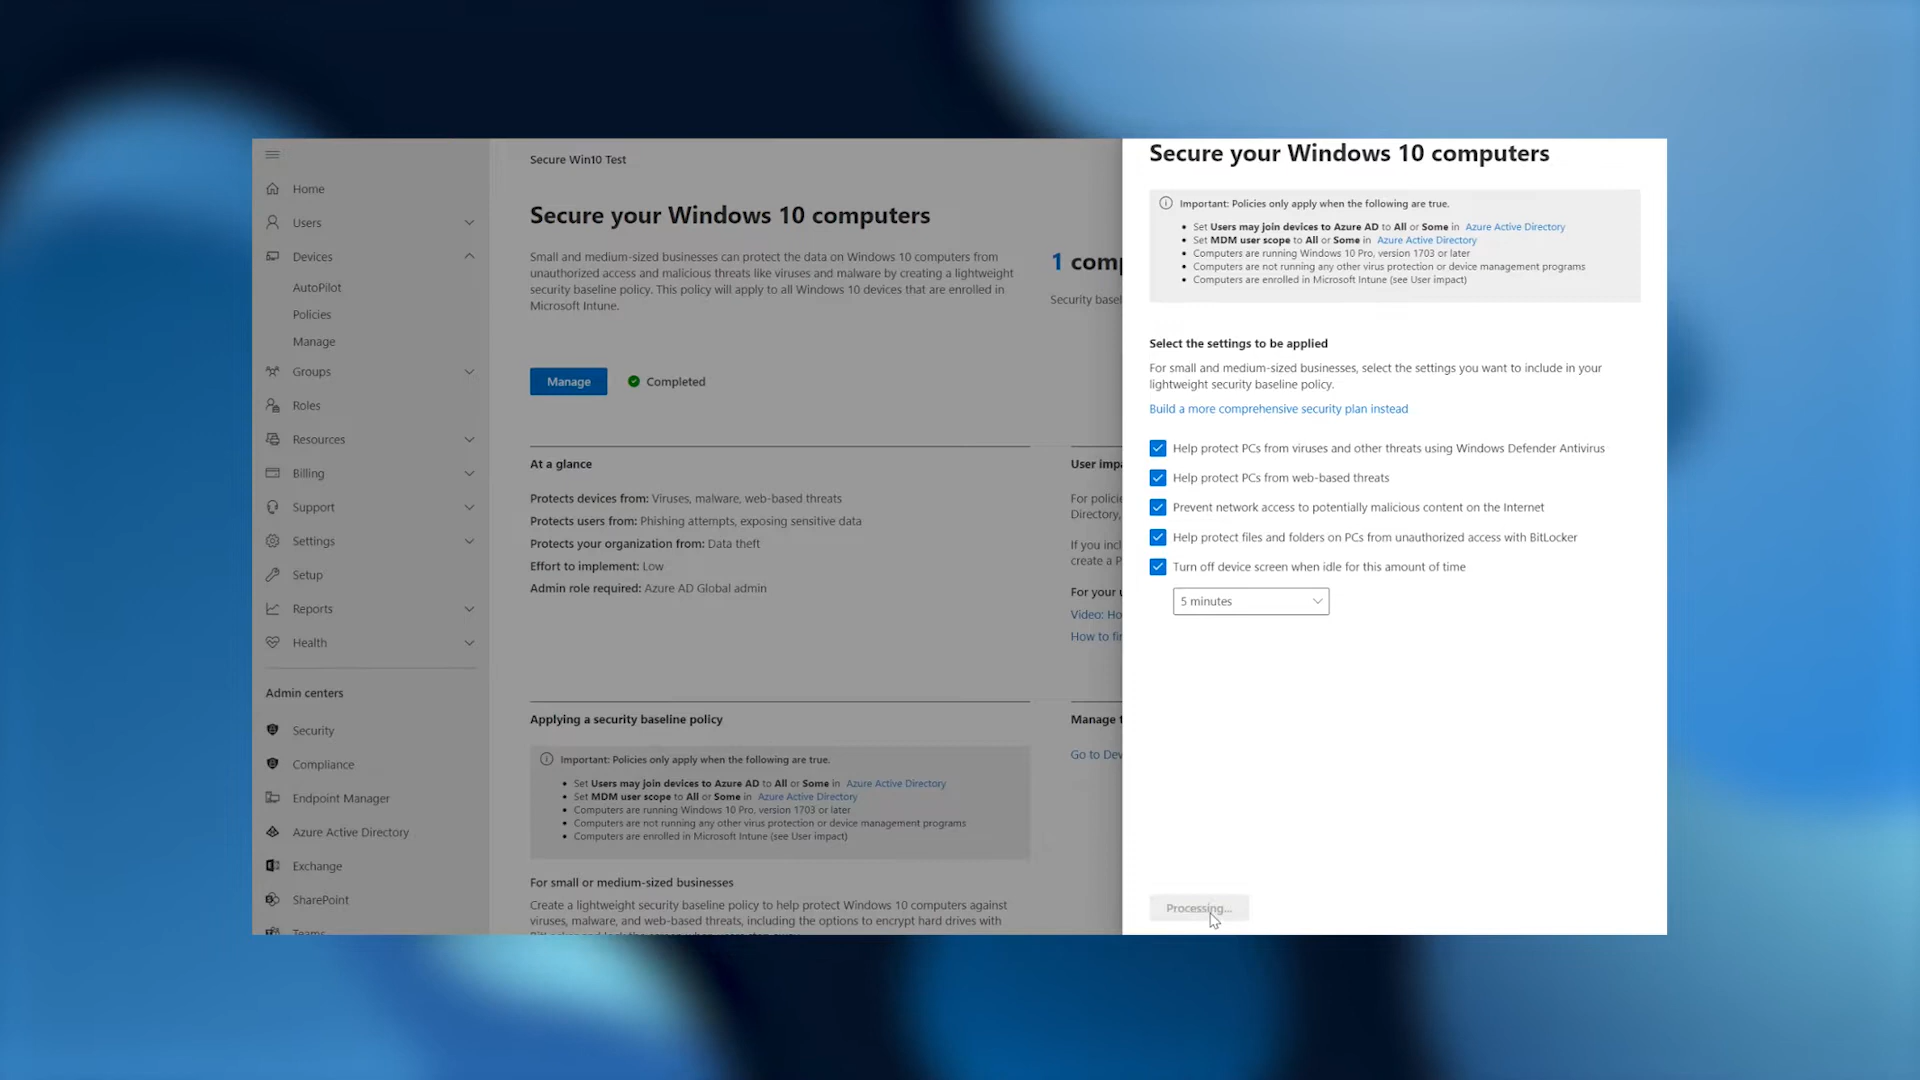 Home
Users
Devices
AutoPilot
Policies
Manage
Groups
Roles
Resources
Billing
Support
Settings
Setup
Reports
Health
Admin centers
Security
Compliance
Endpoint Manager
Azure Active Directory
Exchange
SharePoint
Teams
Secure Win10 Test
Secure your Windows 10 computers
Small and medium-sized businesses can protect the data on Windows 10 computers from
unauthorized access and malicious threats like viruses and malware by creating a lightweight
security baseline policy. This policy will apply to all Windows 10 devices that are enrolled in
Microsoft Intune.
Manage
Completed
At a glance
Protects devices from: Viruses, malware, web-based threats
Protects users from: Phishing attempts, exposing sensitive data
Protects your organization from: Data theft
Effort to implement: Low
Admin role required: Azure AD Global admin
Applying a security baseline policy
Important: Policies only apply when the following are true.
• Set Users may join devices to Azure AD to All or Some in Azure Active Directory
• Set MDM user scope to All or Some in Azure Active Directory
• Computers are running Windows 10 Pro, version 1703 or later
• Computers are not running any other virus protection or device management programs
• Computers are enrolled in Microsoft Intune (see User impact)
For small or medium-sized businesses
Create a lightweight security baseline policy to help protect Windows 10 computers against
viruses, malware, and web-based threats, including the options to encrypt hard drives with
1 comp
Security basel
User impa
For policie
Directory,
If you incl
create a P
For your u
Video: Ho
How to fi
Manage t
Go to Dev
Secure your Windows 10 computers
Important: Policies only apply when the following are true.
• Set Users may join devices to Azure AD to All or Some in Azure Active Directory
• Set MDM user scope to All or Some in Azure Active Directory
• Computers are running Windows 10 Pro, version 1703 or later
• Computers are not running any other virus protection or device management programs
• Computers are enrolled in Microsoft Intune (see User impact)
Select the settings to be applied
For small and medium-sized businesses, select the settings you want to include in your
lightweight security baseline policy.
Build a more comprehensive security plan instead
Help protect PCs from viruses and other threats using Windows Defender Antivirus
Help protect PCs from web-based threats
Prevent network access to potentially malicious content on the Internet
Help protect files and folders on PCs from unauthorized access with BitLocker
Turn off device screen when idle for this amount of time
5 minutes
Processing...